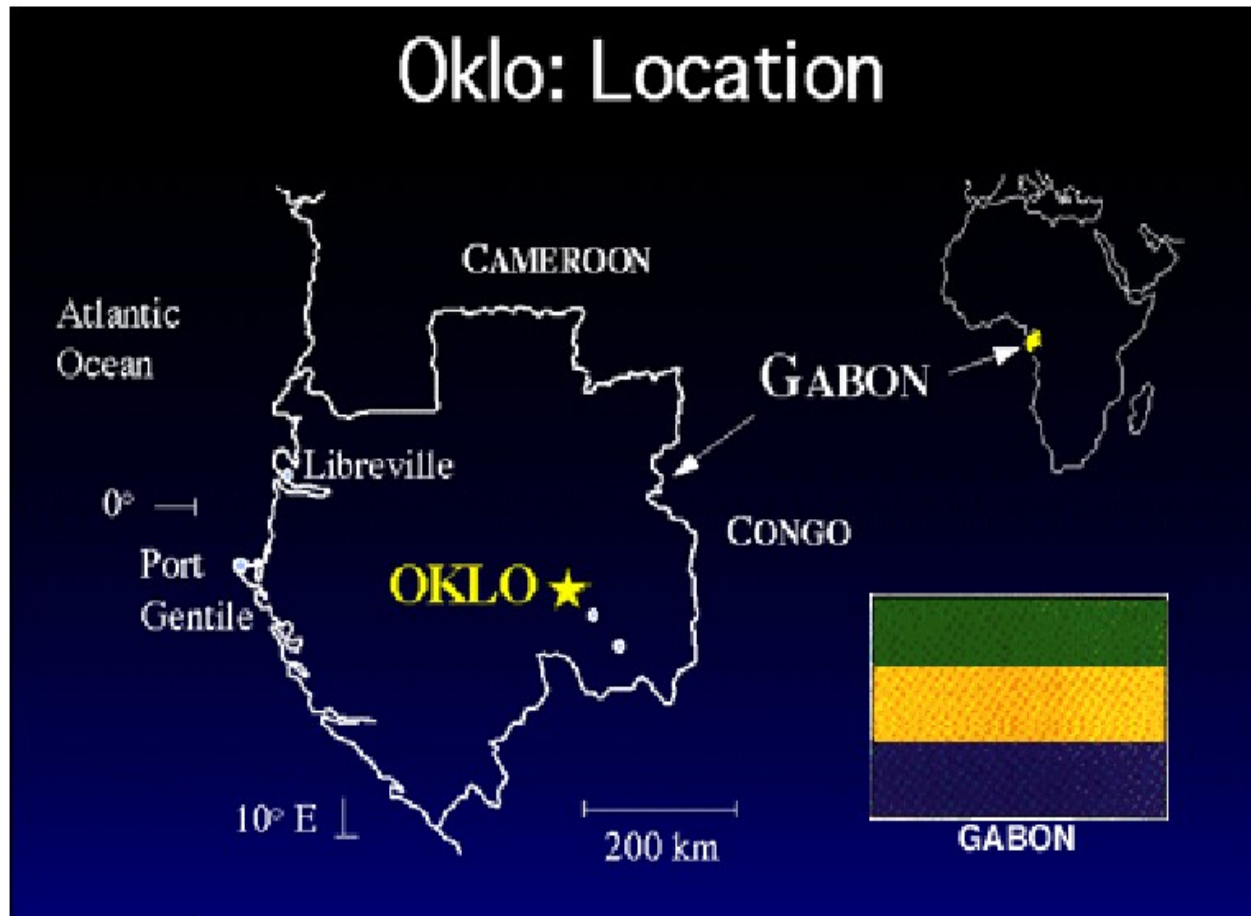 Oklo: Location
CAMEROON
Atlantic
Ocean
GABON
Libreville
0°
CONGO
Port
Gentile
OKLO
10° E
200 km
GABON